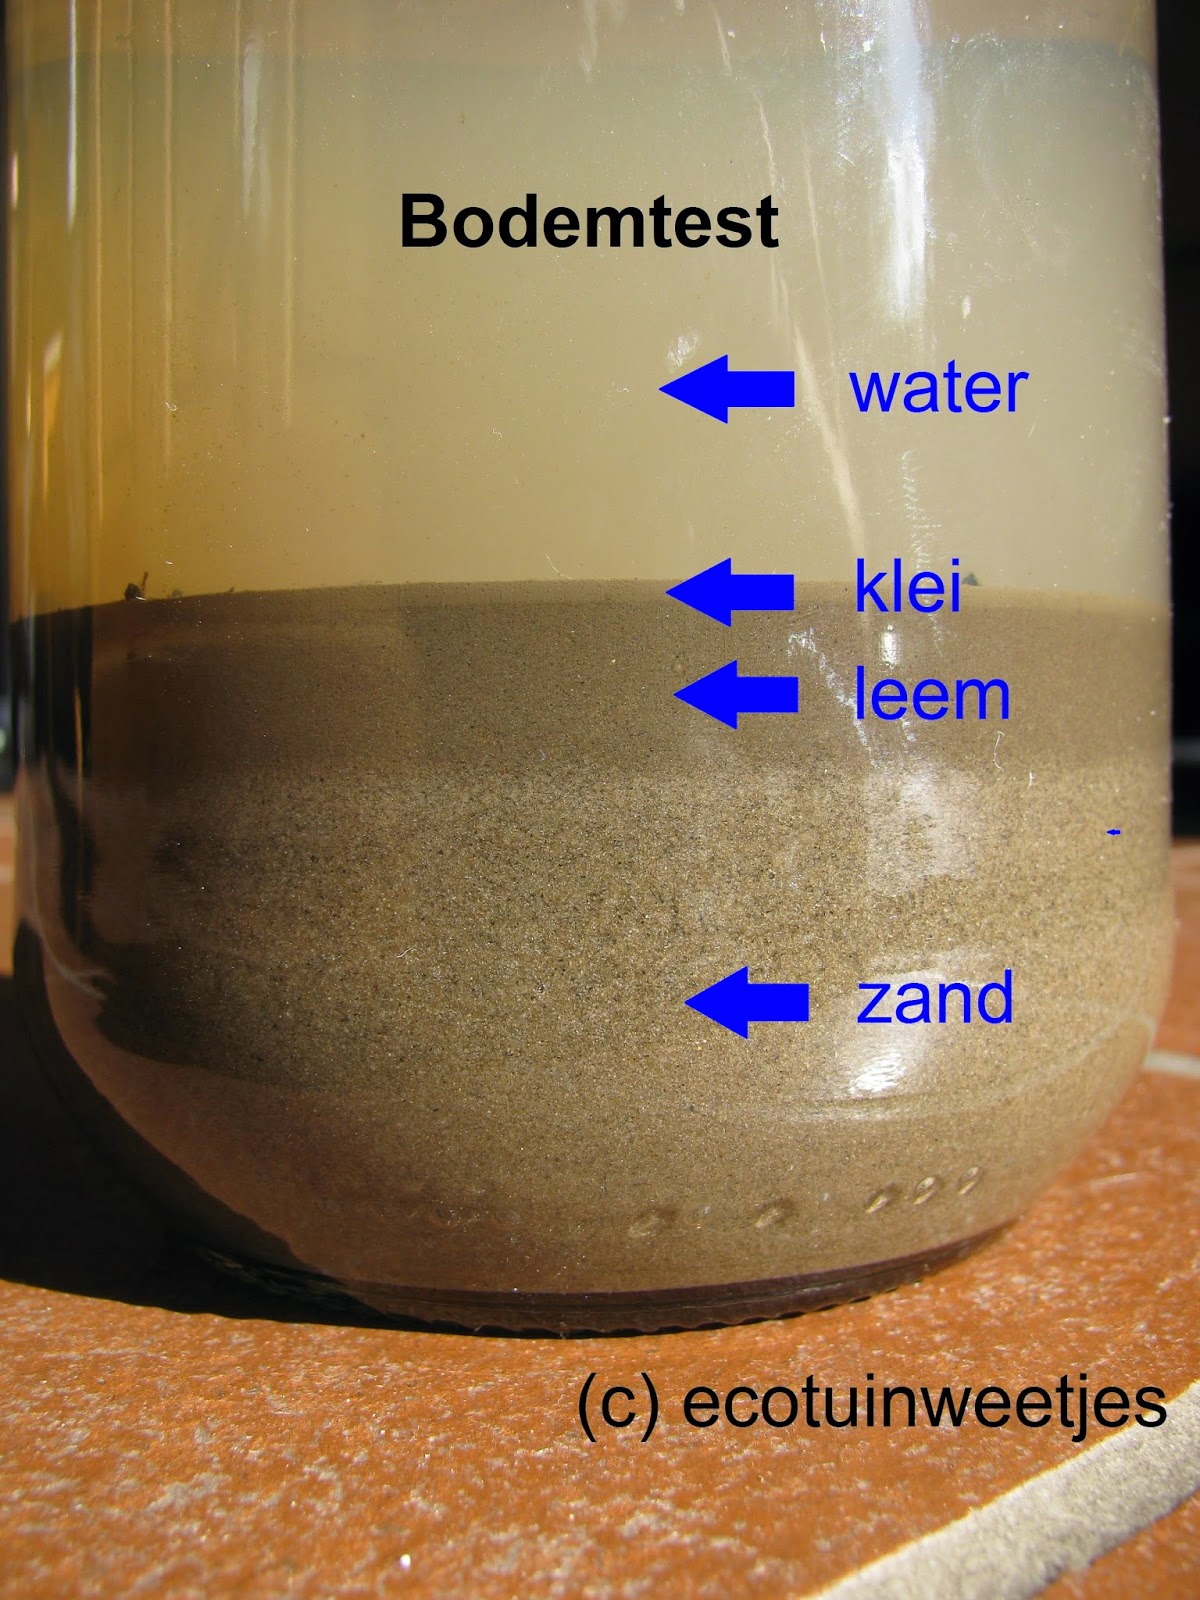 Bodemtest
water
klei
leem
zand
(c) ecotuinweetjes